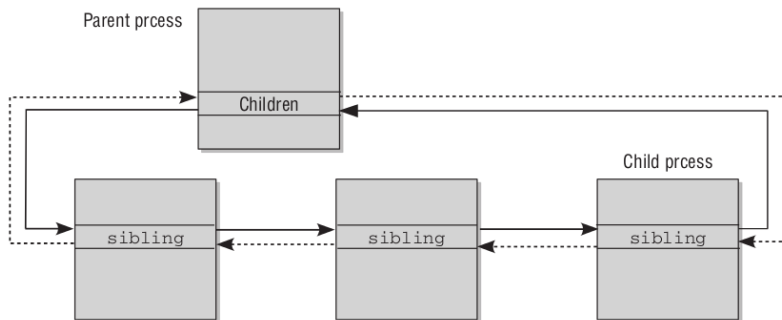 Parent prcess
Children
Child prcess
sibling
sibling
sibling